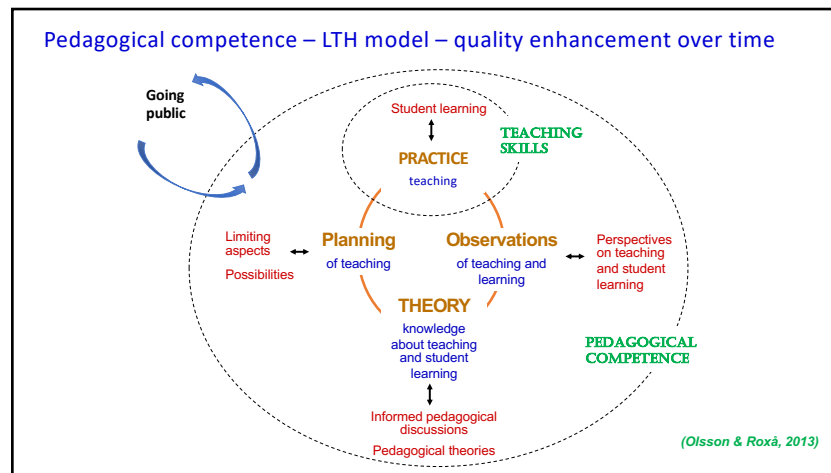 Pedagogical competence – LTH model – quality enhancement over time
Going
public
Student learning
TEACHING
SKILLS
PRACTICE
teaching
Limiting
aspects
Possibilities
Planning
of teaching
Observations
of teaching and
learning
Perspectives
on teaching
and student
learning
THEORY
knowledge
about teaching
and student
learning
PEDAGOGICAL
COMPETENCE
Informed pedagogical
discussions
Pedagogical theories
(Olsson & Roxå, 2013)